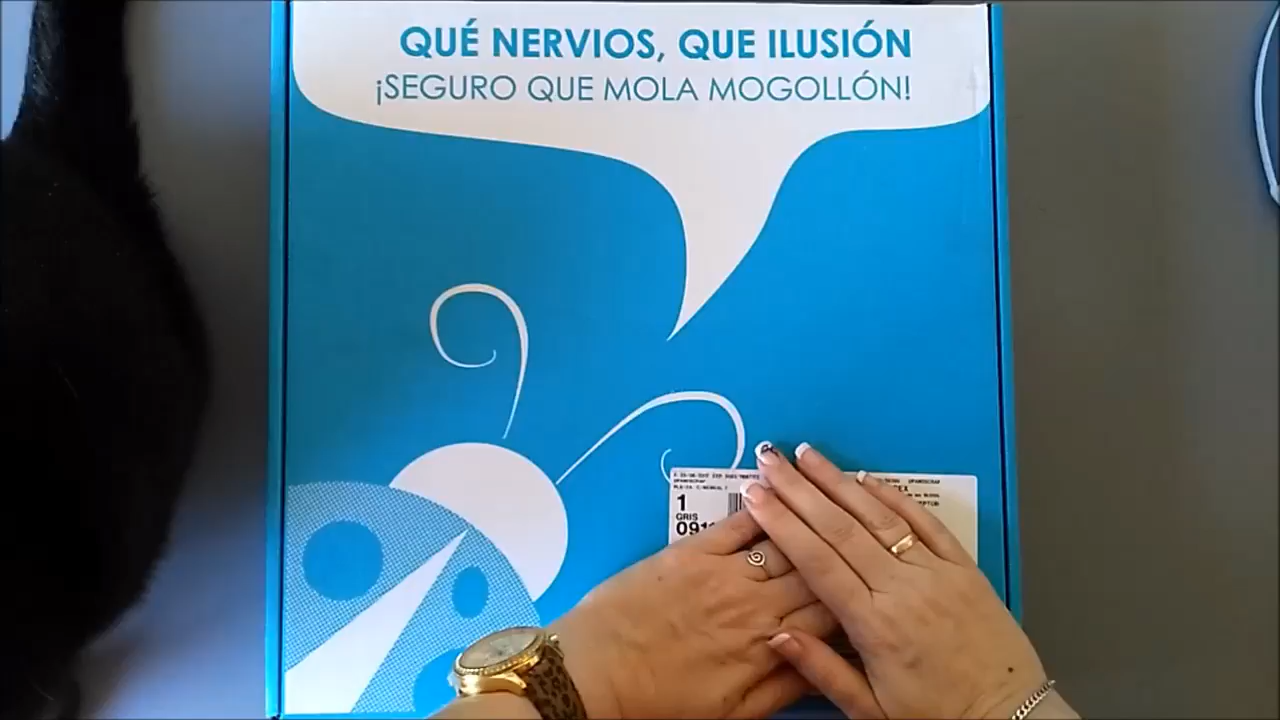 QUÉ NERVIOS, QUE ILUSIÓN
¡SEGURO QUE MOLA MOGOLLÓN!
1
GRIS